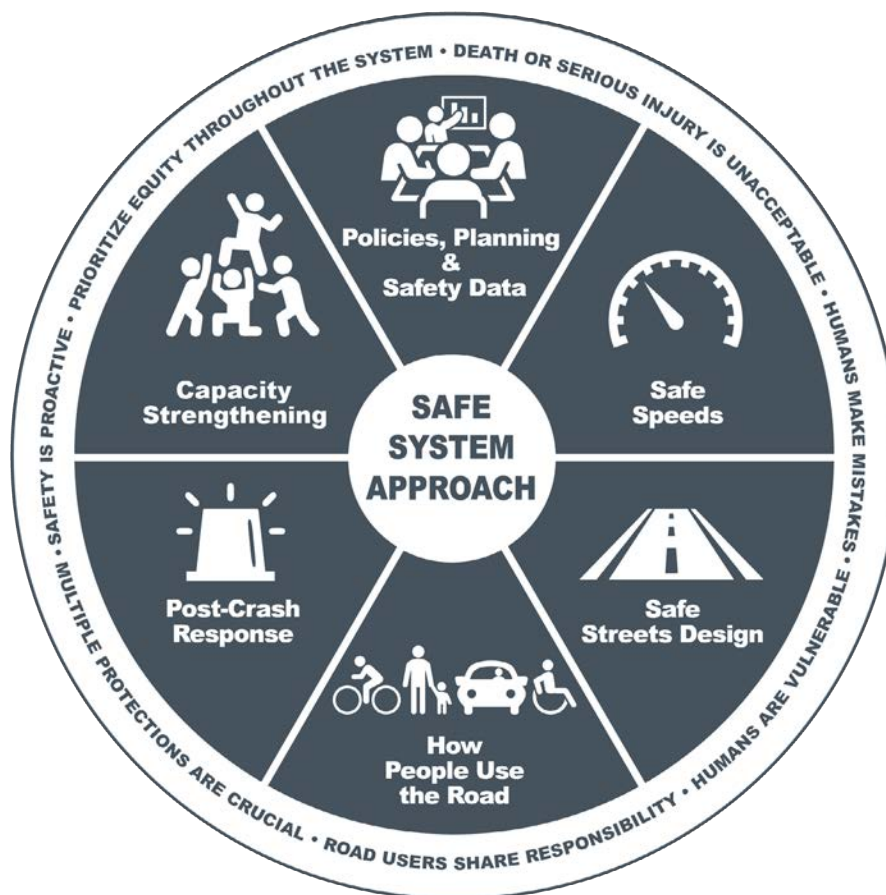 PRIORITIZE EQUITY THROUGHOUT THE SYSTEM • DEATH OR SERIOUS INJURY IS UNACCEPTABLE • HUMANS MAKE MISTAKES • HUMANS ARE VULNERABLE • ROAD USERS SHARE RESPONSIBILITY • MULTIPLE PROTECTIONS ARE CRUCIAL • SAFETY IS PROACTIVE •
Policies, Planning
&
Safety Data
Safe
Speeds
Safe
Streets Design
How
People Use
the Road
Post-Crash
Response
Capacity
Strengthening
SAFE
SYSTEM
APPROACH